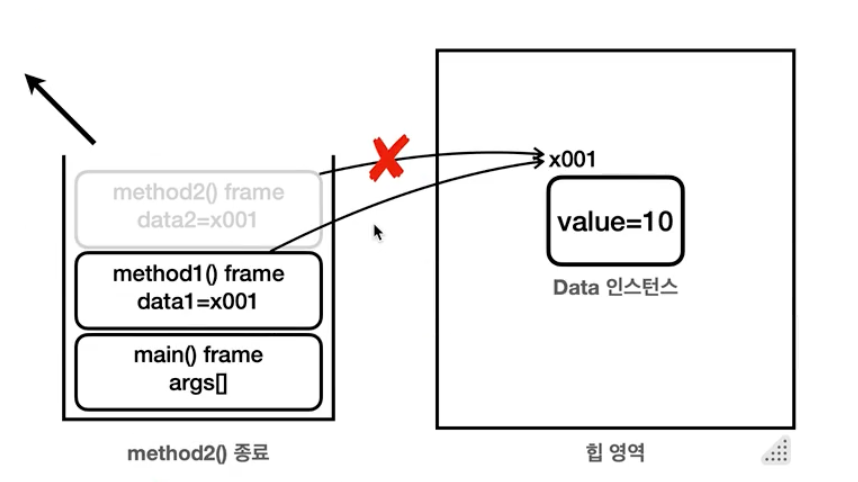 method2() frame
data2=x001
method1() frame
data1=x001
main() frame
args[]
method2() 종료
x001
value=10
Data 인스턴스
힙 영역